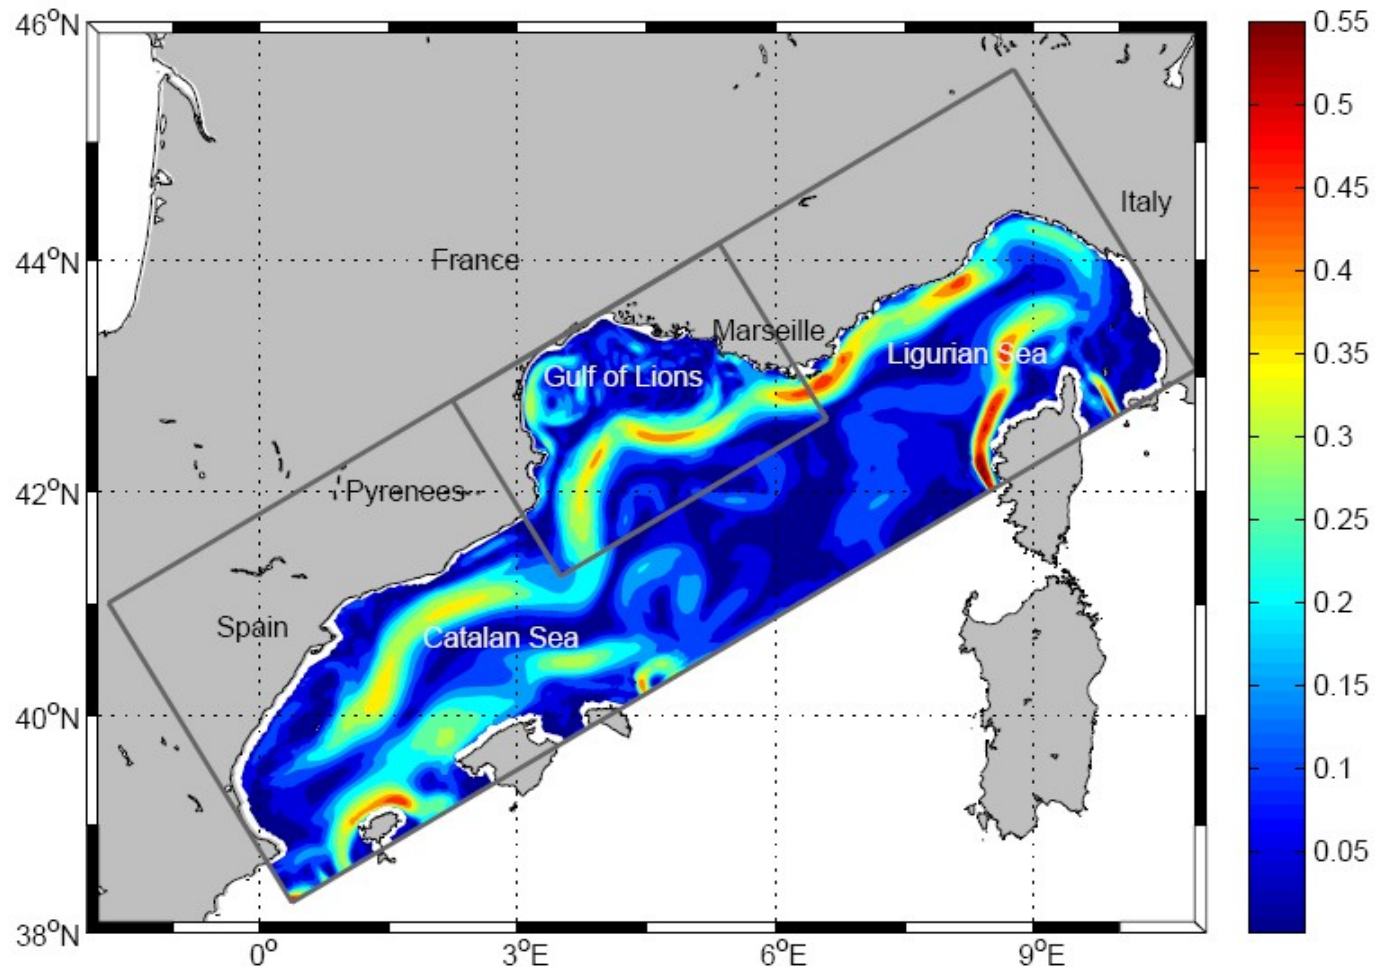 46°N
0.55
0.5
0.45
Italy
44°N
France
0.4
Marseille
Ligurian Sea
0.35
Gulf of Lions
0.3
42°N
Pyrenees
0.25
Spain
Catalan Sea
0.2
0.15
40°N
0.1
0.05
38°N
0°
3°E
6°E
9°E